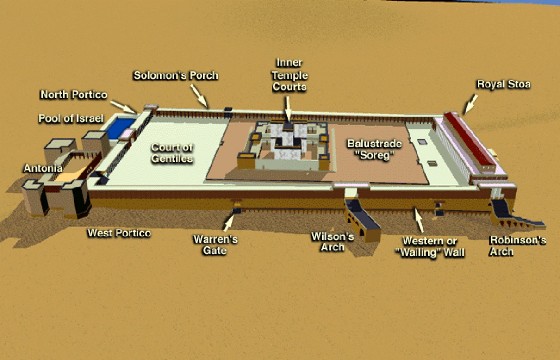 Inner
Temple
Courts
Solomon's Porch
Royal Stoa
North Portico
Pool of Israel
Court of
Gentiles
Balustrade
"Soreg"
Antonia
West Portico
Warren's
Gate
Wilson's
Arch
Western or
"Wailing" Wall
Robinson's
Arch